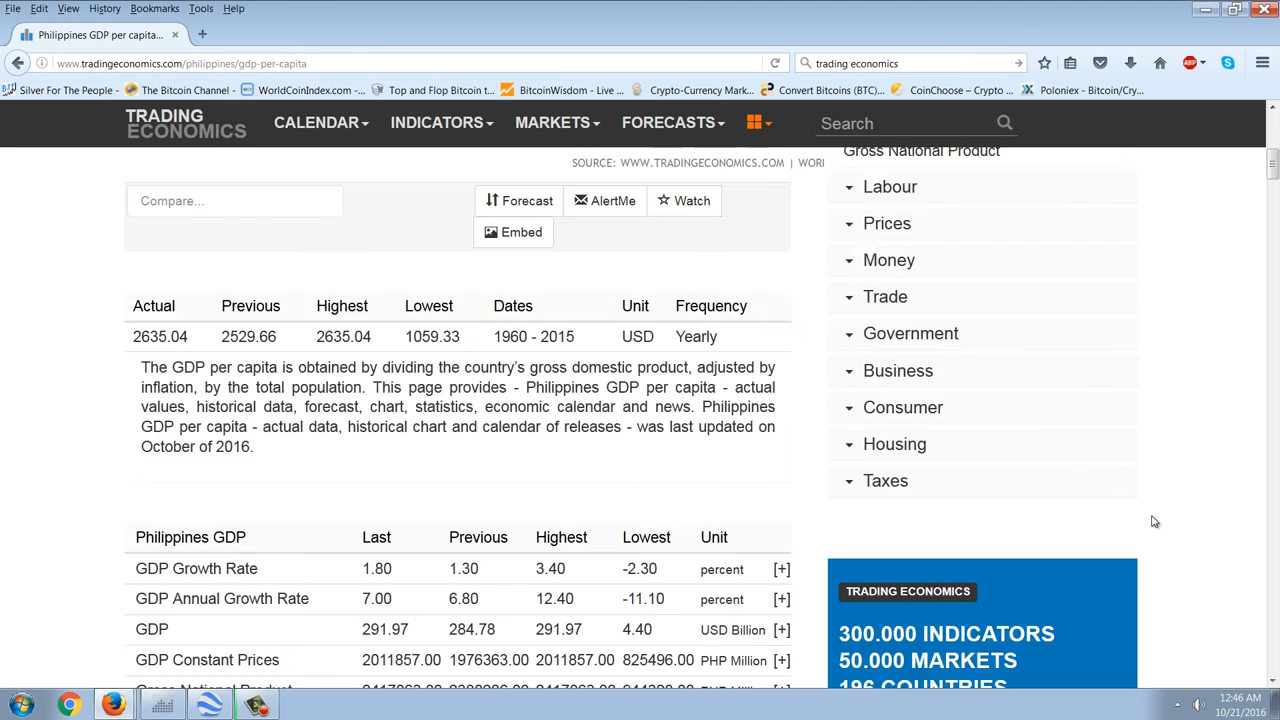 File Edit View History Bookmarks Tools Help
Philippines GDP per capita...
www.tradingeconomics.com/philippines/gdp-per-capita
trading economics
Silver For The People ...
The Bitcoin Channel - ...
WorldCoinIndex.com - ...
Top and Flop Bitcoin t...
BitcoinWisdom - Live ...
Crypto-Currency Mark...
Convert Bitcoins (BTC)...
CoinChoose – Crypto ...
Poloniex - Bitcoin/Cry...
TRADING
ECONOMICS
CALENDAR INDICATORS MARKETS FORECASTS
Search
SOURCE: WWW.TRADINGECONOMICS.COM | WORL
Compare...
Forecast AlertMe Watch
Embed
Actual Previous Highest Lowest Dates Unit Frequency
2635.04 2529.66 2635.04 1059.33 1960 - 2015 USD Yearly
The GDP per capita is obtained by dividing the country's gross domestic product, adjusted by
inflation, by the total population. This page provides - Philippines GDP per capita - actual
values, historical data, forecast, chart, statistics, economic calendar and news. Philippines
GDP per capita - actual data, historical chart and calendar of releases - was last updated on
October of 2016.
Philippines GDP Last Previous Highest Lowest Unit
GDP Growth Rate 1.80 1.30 3.40 -2.30 percent [+]
GDP Annual Growth Rate 7.00 6.80 12.40 -11.10 percent [+]
GDP 291.97 284.78 291.97 4.40 USD Billion [+]
GDP Constant Prices 2011857.00 1976363.00 2011857.00 825496.00 PHP Million [+]
Gross National Product
Gross National Product
Labour
Prices
Money
Trade
Government
Business
Consumer
Housing
Taxes
TRADING ECONOMICS
300.000 INDICATORS
50.000 MARKETS
196 COUNTRIES
ABP
12:46 AM
10/21/2016